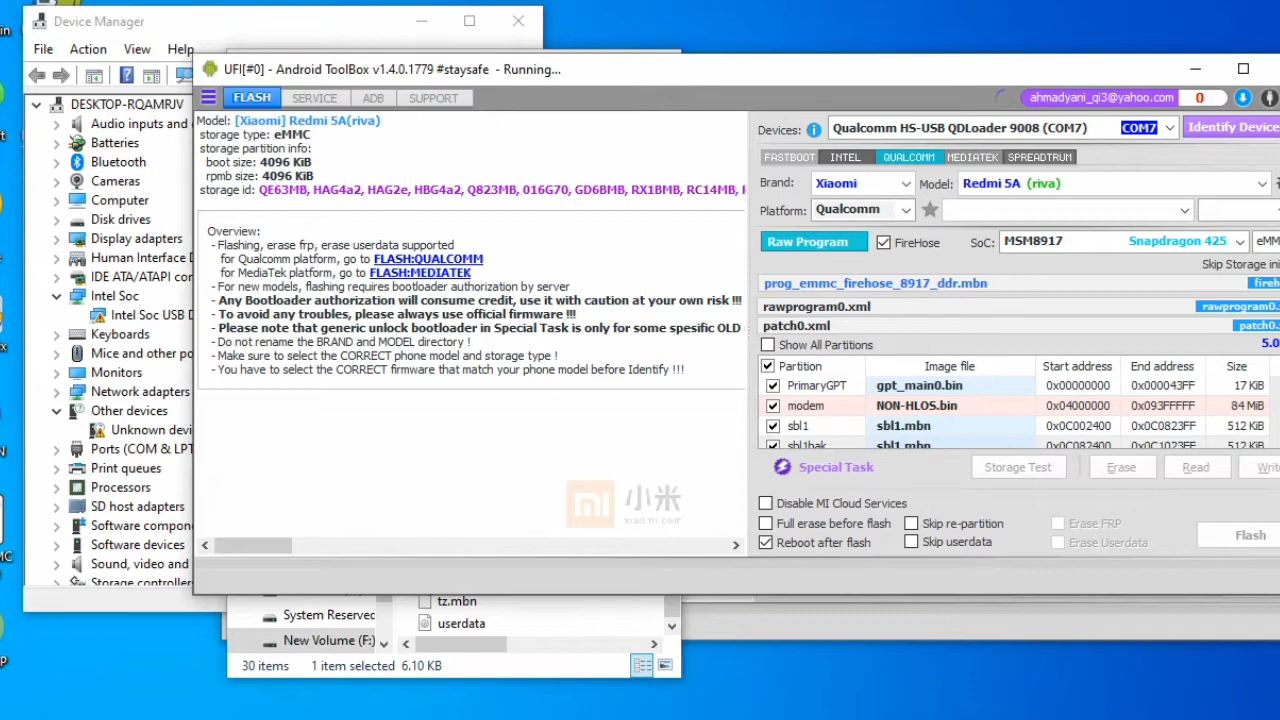 Device Manager
File Action View Help
DESKTOP-RQAMRJV
Audio inputs and
Batteries
Bluetooth
Cameras
Computer
Disk drives
Display adapters
Human Interface D
IDE ATA/ATAPI con
Intel Soc
Intel Soc USB D
Keyboards
Mice and other po
Monitors
Network adapters
Other devices
Unknown devi
Ports (COM & LPT
Print queues
Processors
SD host adapters
Software compon
Software devices
Sound, video and
Storage controllers
UFI[#0] - Android ToolBox v1.4.0.1779 #staysafe - Running...
FLASH SERVICE ADB SUPPORT
ahmadyani_qi3@yahoo.com 0
Model: [Xiaomi] Redmi 5A(riva)
storage type: eMMC
storage partition info:
boot size: 4096 KiB
rpmb size: 4096 KiB
storage id: QE63MB, HAG4a2, HAG2e, HBG4a2, Q823MB, 016G70, GD6BMB, RX1BMB, RC14MB,
Overview:
- Flashing, erase frp, erase userdata supported
for Qualcomm platform, go to FLASH:QUALCOMM
for MediaTek platform, go to FLASH:MEDIATEK
- For new models, flashing requires bootloader authorization by server
- Any Bootloader authorization will consume credit, use it with caution at your own risk !!!
- To avoid any troubles, please always use official firmware !!!
- Please note that generic unlock bootloader in Special Task is only for some spesific OLD
- Do not rename the BRAND and MODEL directory !
- Make sure to select the CORRECT phone model and storage type !
- You have to select the CORRECT firmware that match your phone model before Identify !!!
小米
xiaomi.com
Devices: Qualcomm HS-USB QDLoader 9008 (COM7) COM7 Identify Device
FASTBOOT INTEL QUALCOMM MEDIATEK SPREADTRUM
Brand: Xiaomi Model: Redmi 5A (riva)
Platform: Qualcomm
Raw Program FireHose SoC: MSM8917 Snapdragon 425 eMM
Skip Storage ini
prog_emmc_firehose_8917_ddr.mbn fireh
rawprogram0.xml rawprogram0.
patch0.xml patch0.
Show All Partitions 5.0
Partition Image file Start address End address Size
PrimaryGPT gpt_main0.bin 0x00000000 0x000043FF 17 KiB
modem NON-HLOS.bin 0x04000000 0x093FFFFF 84 MiB
sbl1 sbl1.mbn 0x0C002400 0x0C0823FF 512 KiB
sbl1bak sbl1.mbn 0x0C082400 0x0C1023FF 512 KiB
Special Task Storage Test Erase Read Writ
Disable MI Cloud Services
Full erase before flash Skip re-partition Erase FRP
Reboot after flash Skip userdata Erase Userdata
Flash
System Reserved
New Volume (F:)
tz.mbn
userdata
30 items 1 item selected 6.10 KB